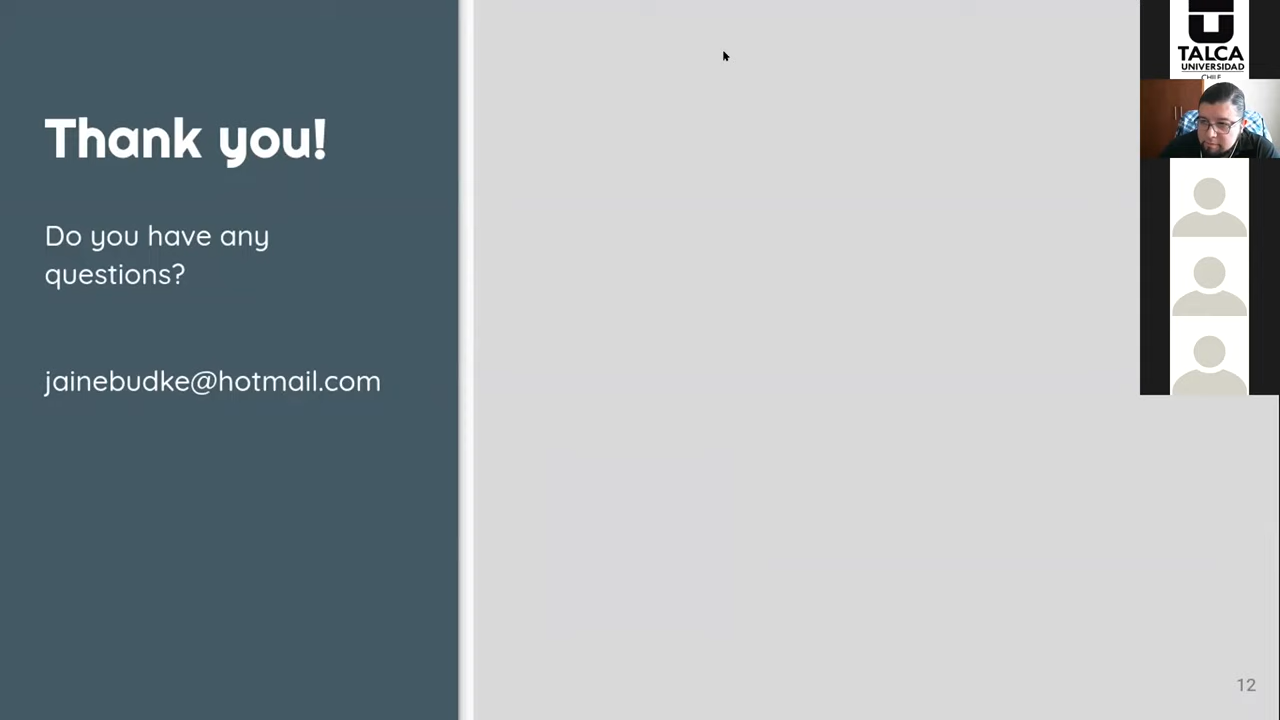 Thank you!
Do you have any
questions?
jainebudke@hotmail.com
TALCA
UNIVERSIDAD
CHILE
12